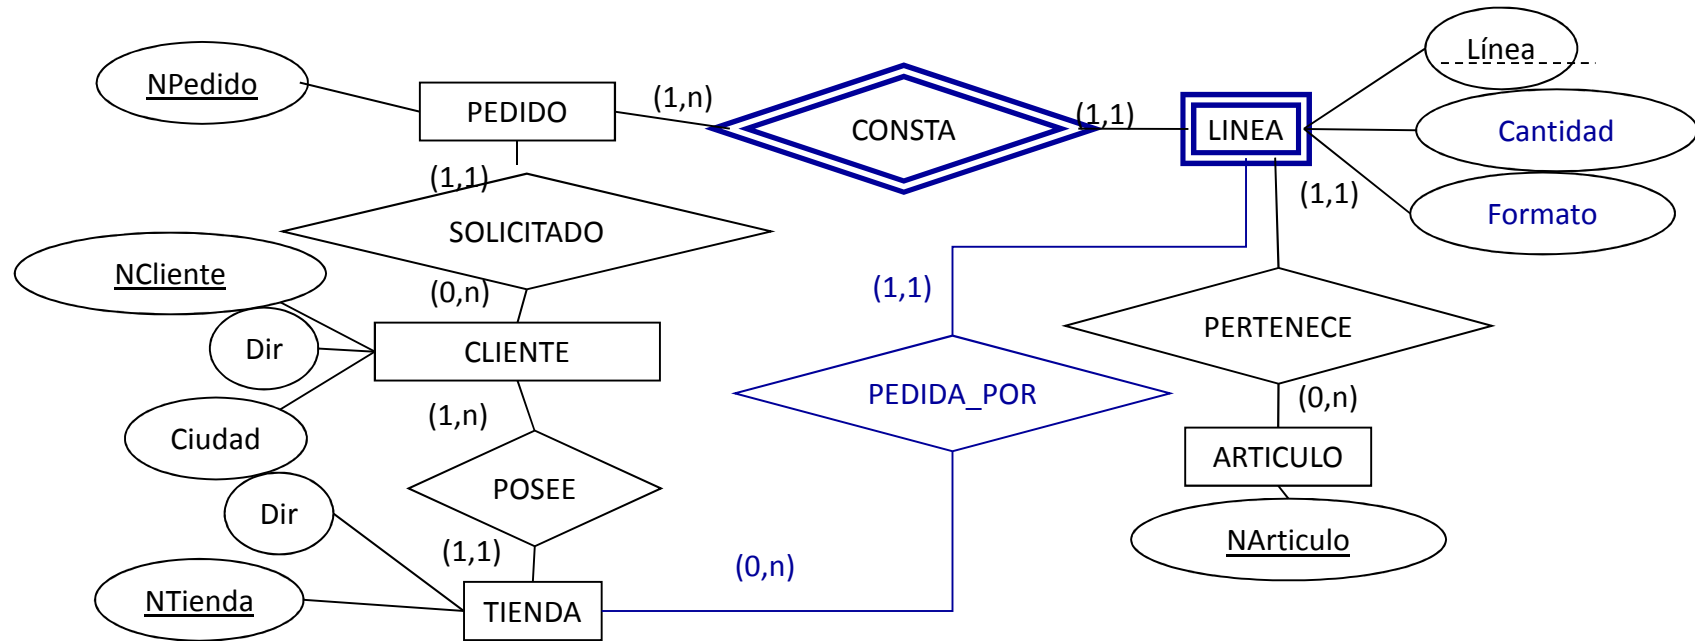 Línea
NPedido
PEDIDO
(1,n)
CONSTA
(1,1)
LINEA
Cantidad
(1,1)
(1,1)
Formato
SOLICITADO
NCliente
(0,n)
(1,1)
Dir
CLIENTE
PERTENECE
PEDIDA_POR
(0,n)
(1,n)
Ciudad
ARTICULO
POSEE
Dir
(1,1)
(0,n)
NArticulo
NTienda
TIENDA